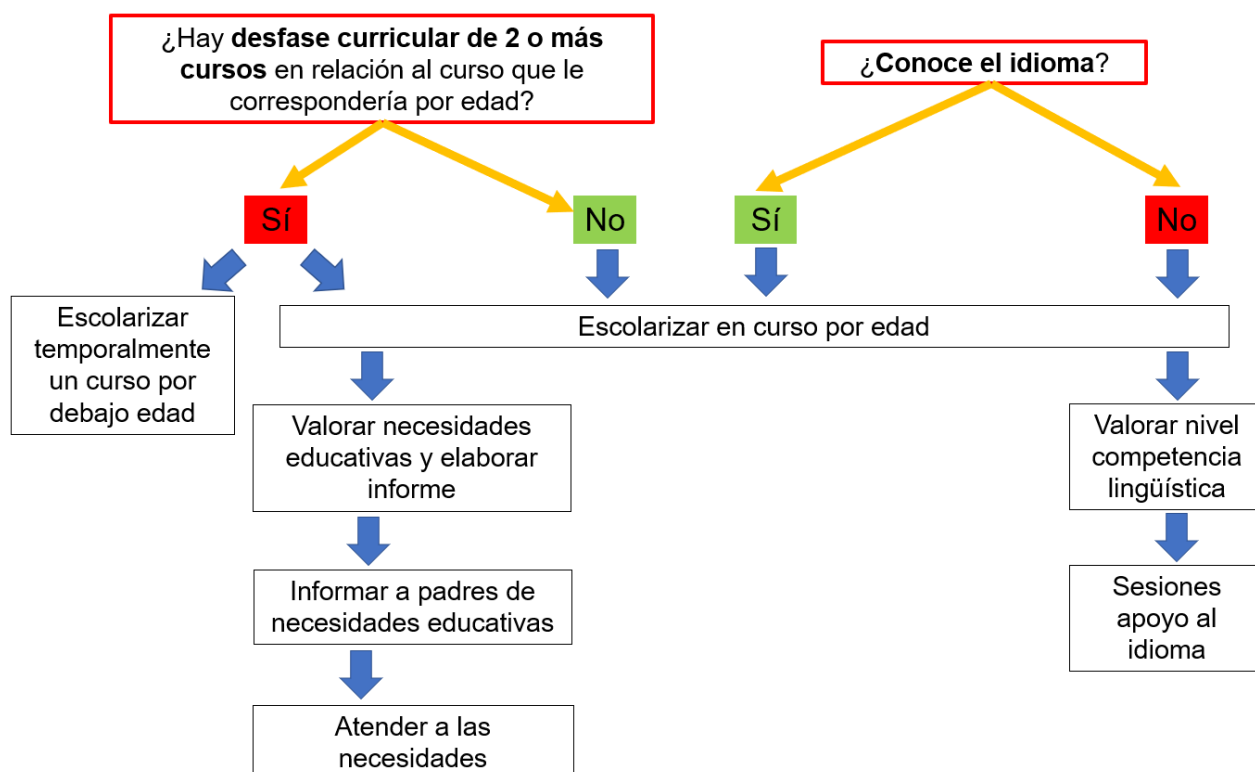 ¿Hay desfase curricular de 2 o más
cursos en relación al curso que le
correspondería por edad?
¿Conoce el idioma?
Sí
No
Sí
No
Escolarizar
temporalmente
un curso por
debajo edad
Escolarizar en curso por edad
Valorar necesidades
educativas y elaborar
informe
Valorar nivel
competencia
lingüística
Informar a padres de
necesidades educativas
Sesiones
apoyo al
idioma
Atender a las
necesidades